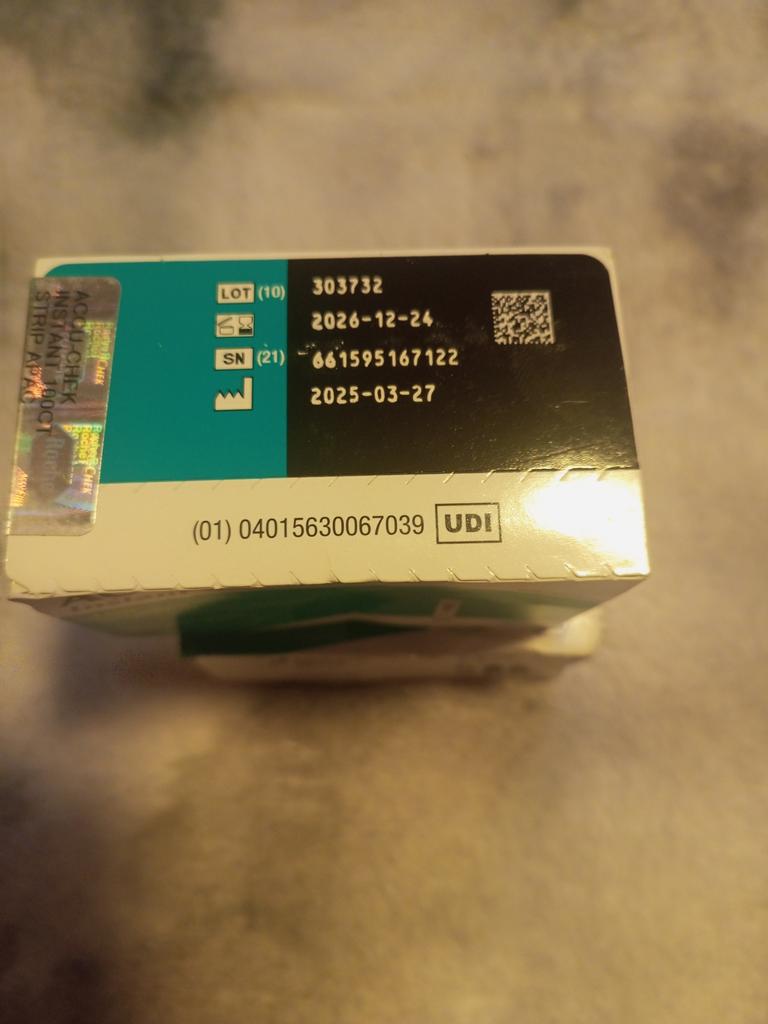 LOT (10) 303732
2026-12-24
SN (21) 661595167122
2025-03-27
(01) 04015630067039 UDI
ACCU-CHEK
INSTANT 100CT
STRIP APAC